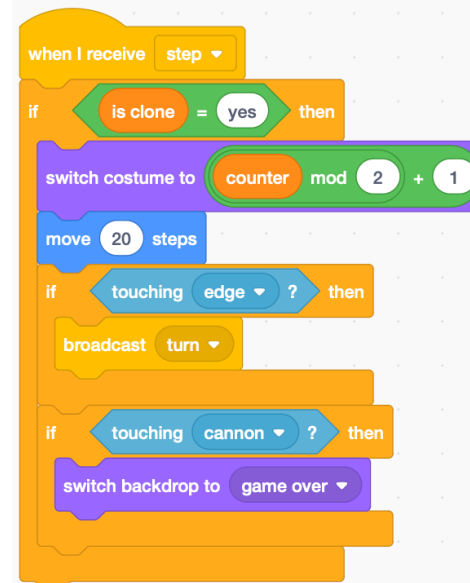 when I receive step
if is clone = yes then
switch costume to counter mod 2 + 1
move 20 steps
if touching edge ? then
broadcast turn
if touching cannon ? then
switch backdrop to game over